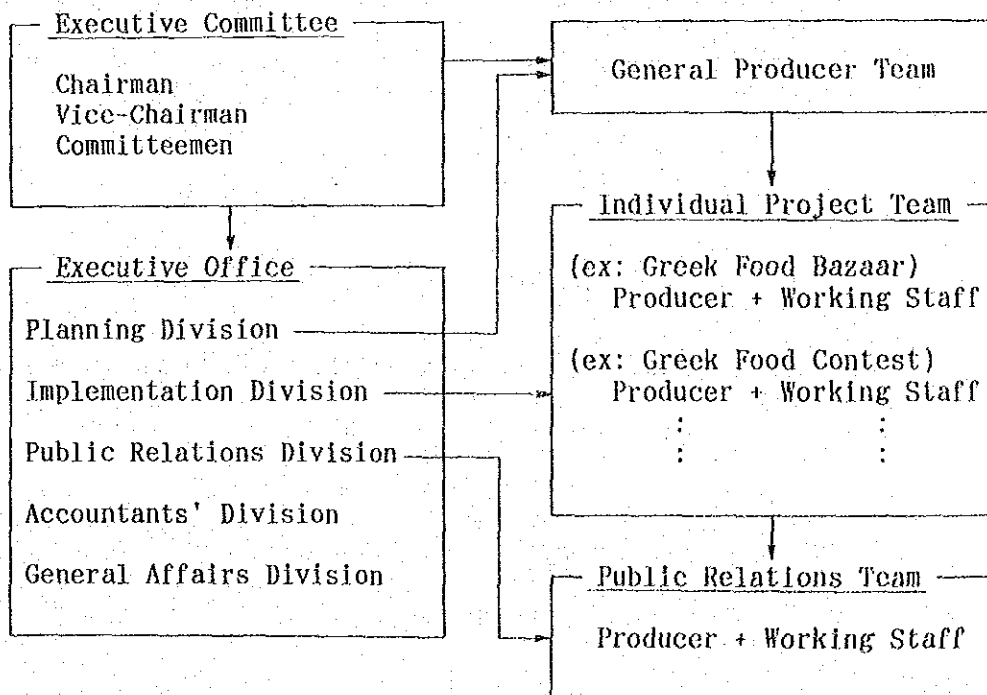 Executive Committee
Chairman
Vice-Chairman
Committeemen
Executive Office
Planning Division
Implementation Division
Public Relations Division
Accountants' Division
General Affairs Division
General Producer Team
Individual Project Team
(ex: Greek Food Bazaar)
Producer + Working Staff
(ex: Greek Food Contest)
Producer + Working Staff
: :
: :
Public Relations Team
Producer + Working Staff